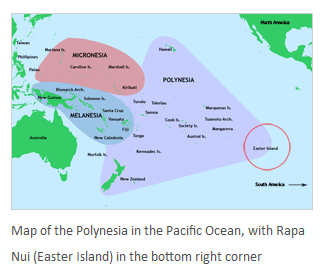 North America
Taiwan
Mariana Is.
Hawaii
Philippines
MICRONESIA
Palau
Caroline Is.
Marshall Is.
POLYNESIA
Bismarck Arch.
Kiribati
New Guinea
Solomon Is.
Tuvalu
Tokelau
Marquesas Is.
Santa Cruz
Samoa
MELANESIA
Vanuatu
Cook Is.
Tuamotu Arch.
Fiji
Society Is.
Mangareva
Australia
New Caledonia
Tonga
Austral Is.
Easter Island
Norfolk Is.
Kermadec Is.
New Zealand
South America
Map of the Polynesia in the Pacific Ocean, with Rapa
Nui (Easter Island) in the bottom right corner